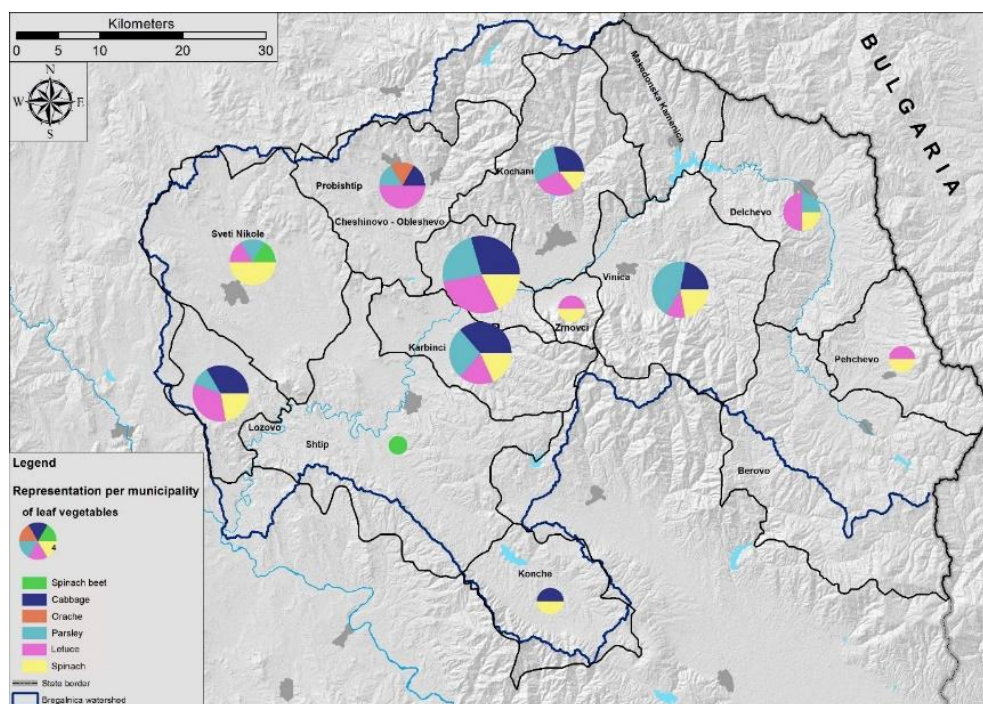 Kilometers
0 5 10 20 30
N
W E
S
BULGARIA
Makedonska Kamenica
Kochani
Probishtip
Delchevo
Cheshinovo - Obleshevo
Sveti Nikole
Vinica
Zrnovci
Karbinci
Pehchevo
Lozovo
Shtip
Berovo
Konche
Legend
Representation per municipality
of leaf vegetables
4
Spinach beet
Cabbage
Orache
Parsley
Letuce
Spinach
State border
Bregalnica watershed